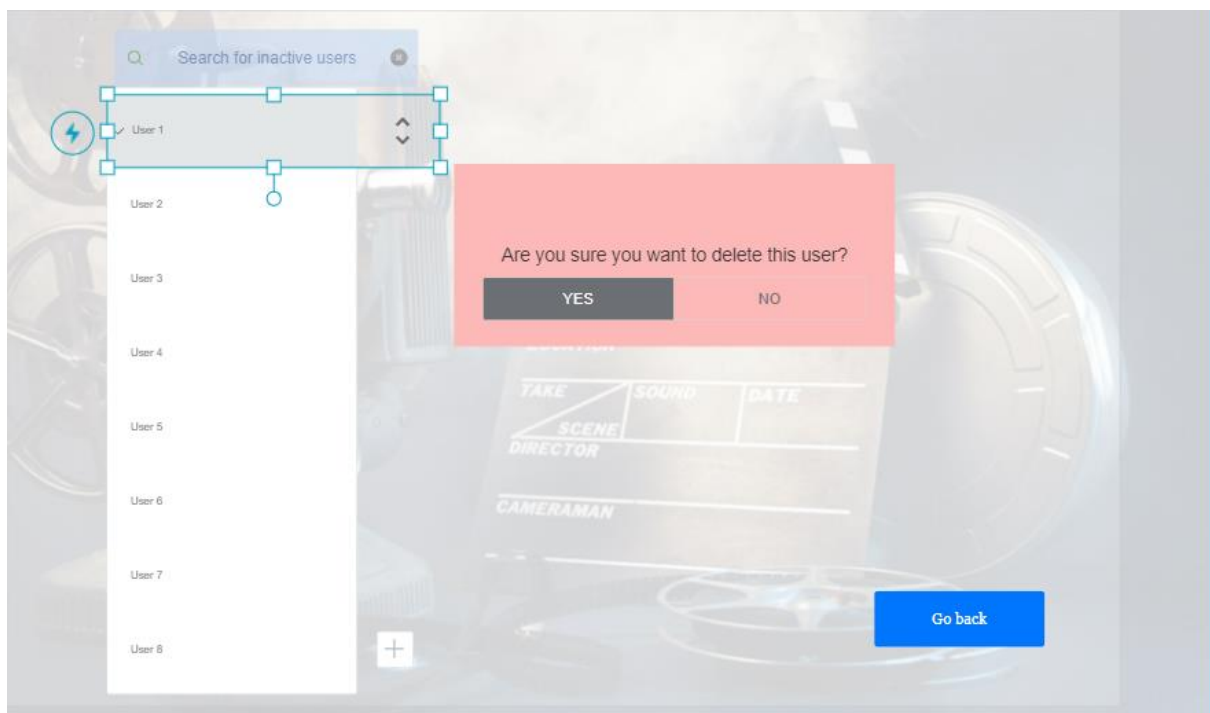 Search for inactive users
User 1
User 2
User 3
User 4
User 5
User 6
User 7
User 8
Are you sure you want to delete this user?
YES NO
TAKE SOUND DATE
SCENE
DIRECTOR
CAMERAMAN
Go back